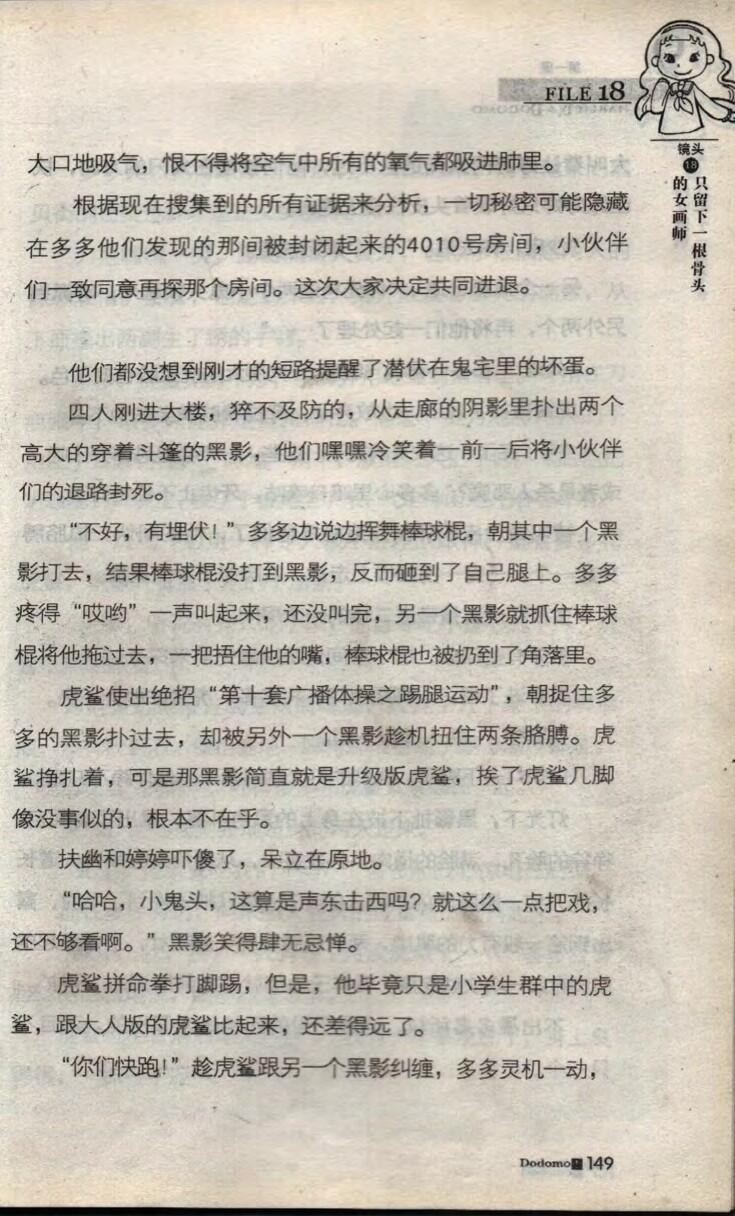 FILE 18
镜头
18
只留下一根骨头
的女画师
大口地吸气，恨不得将空气中所有的氧气都吸进肺里。
根据现在搜集到的所有证据来分析，一切秘密可能隐藏
在多多他们发现的那间被封闭起来的4010号房间，小伙伴
们一致同意再探那个房间。这次大家决定共同进退。
他们都没想到刚才的短路提醒了潜伏在鬼宅里的坏蛋。
四人刚进大楼，猝不及防的，从走廊的阴影里扑出两个
高大的穿着斗篷的黑影，他们嘿嘿冷笑着一前一后将小伙伴
们的退路封死。
“不好，有埋伏！”多多边说边挥舞棒球棍，朝其中一个黑
影打去，结果棒球棍没打到黑影，反而砸到了自己腿上。多多
疼得“哎哟”一声叫起来，还没叫完，另一个黑影就抓住棒球
棍将他拖过去，一把捂住他的嘴，棒球棍也被扔到了角落里。
虎鲨使出绝招“第十套广播体操之踢腿运动”，朝捉住多
多的黑影扑过去，却被另外一个黑影趁机扭住两条胳膊。虎
鲨挣扎着，可是那黑影简直就是升级版虎鲨，挨了虎鲨几脚
像没事似的，根本不在乎。
扶幽和婷婷吓傻了，呆立在原地。
“哈哈，小鬼头，这算是声东击西吗？就这么一点把戏，
还不够看啊。”黑影笑得肆无忌惮。
虎鲨拼命拳打脚踢，但是，他毕竟只是小学生群中的虎
鲨，跟大人版的虎鲨比起来，还差得远了。
“你们快跑！”趁虎鲨跟另一个黑影纠缠，多多灵机一动，
Dodomo 149